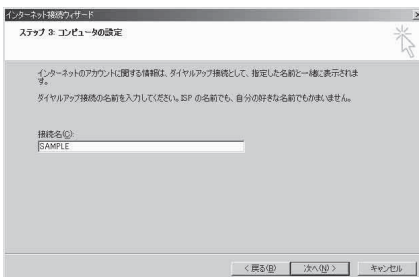 インターネット接続ウィザード
ステップ 3: コンピュータの設定
インターネットのアカウントに関する情報は、ダイヤルアップ接続として、指定した名前と一緒に表示されま
す。
ダイヤルアップ接続の名前を入力してください。ISP の名前でも、自分の好きな名前でもかまいません。
接続名(C):
SAMPLE
< 戻る(B)
次へ(N) >
キャンセル